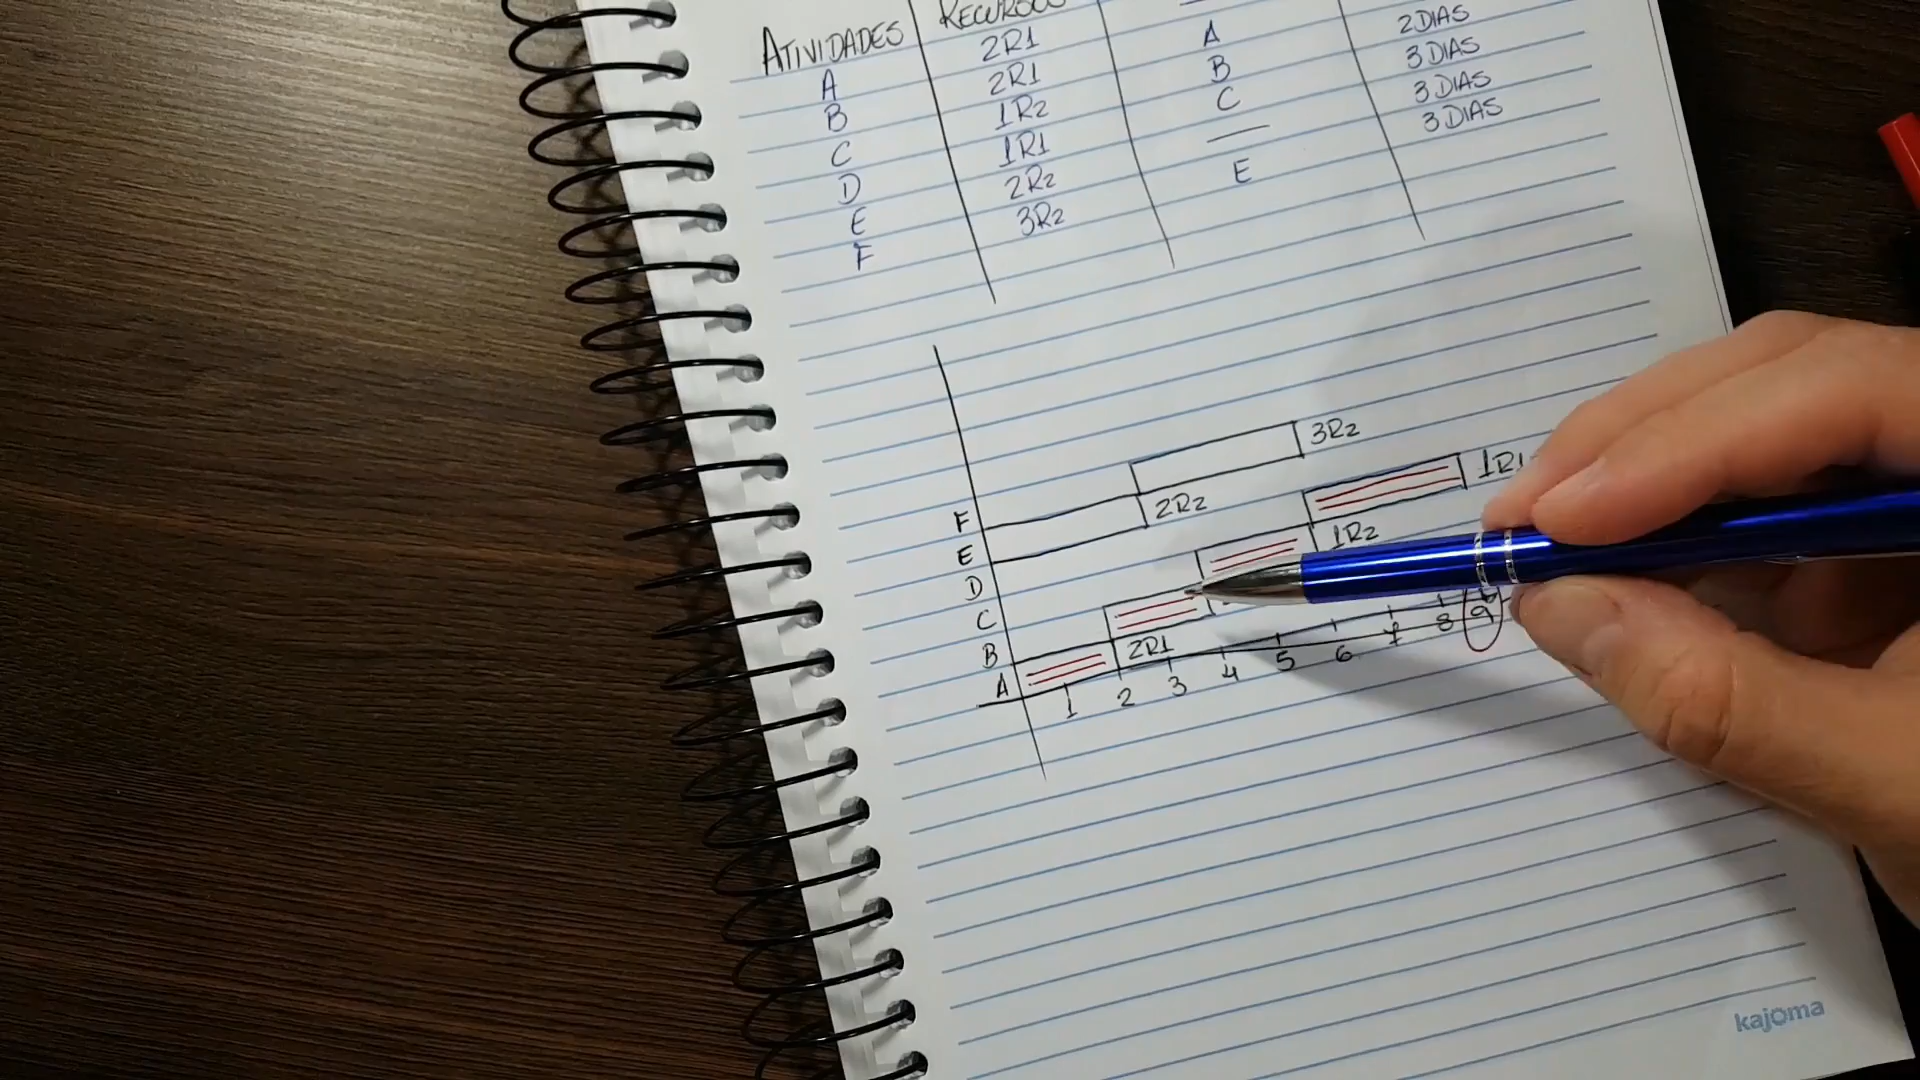 ATIVIDADES RECURSOS
A 2R1
B 2R1 A 2 DIAS
C 1R2 B 3 DIAS
D 1R1 C 3 DIAS
E 2R2 — 3 DIAS
F 3R2 E
3R2
1R1
F 2R2
E 1R2
D
C
B 2R1
A
1 2 3 4 5 6 7 8 9
kajoma